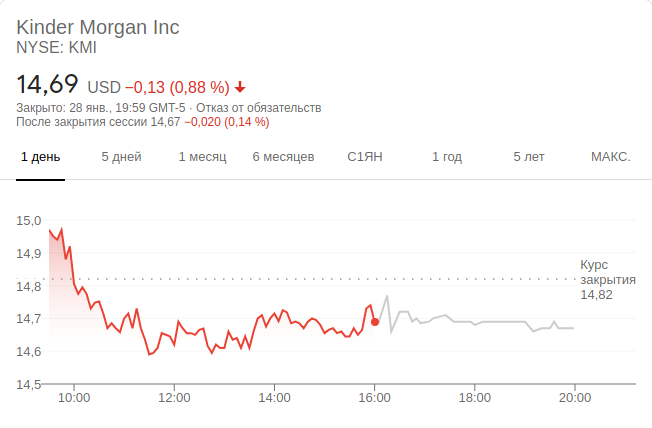 Kinder Morgan Inc
NYSE: KMI
14,69 USD −0,13 (0,88 %)
Закрыто: 28 янв., 19:59 GMT-5 · Отказ от обязательств
После закрытия сессии 14,67 −0,020 (0,14 %)
1 день 5 дней 1 месяц 6 месяцев С1ЯН 1 год 5 лет МАКС.
15,0
14,9
14,8
14,7
14,6
14,5
Курс
закрытия
14,82
10:00 12:00 14:00 16:00 18:00 20:00